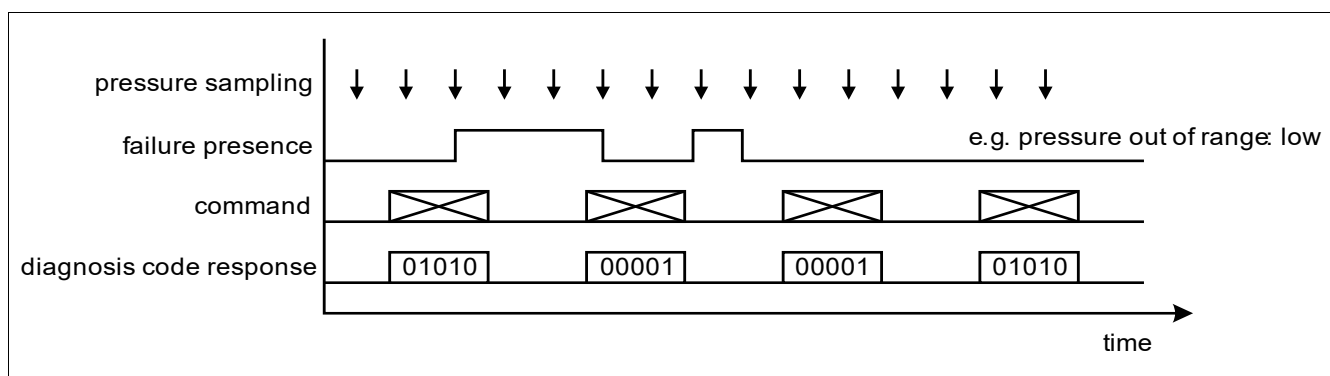 pressure sampling
failure presence
e.g. pressure out of range: low
command
diagnosis code response
01010
00001
00001
01010
time